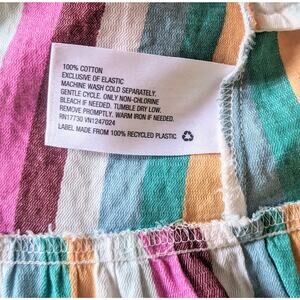 100% COTTON
EXCLUSIVE OF ELASTIC
MACHINE WASH COLD SEPARATELY.
GENTLE CYCLE. ONLY NON-CHLORINE
BLEACH IF NEEDED. TUMBLE DRY LOW.
REMOVE PROMPTLY. WARM IRON IF NEEDED.
RN17730 VN1247024
LABEL MADE FROM 100% RECYCLED PLASTIC